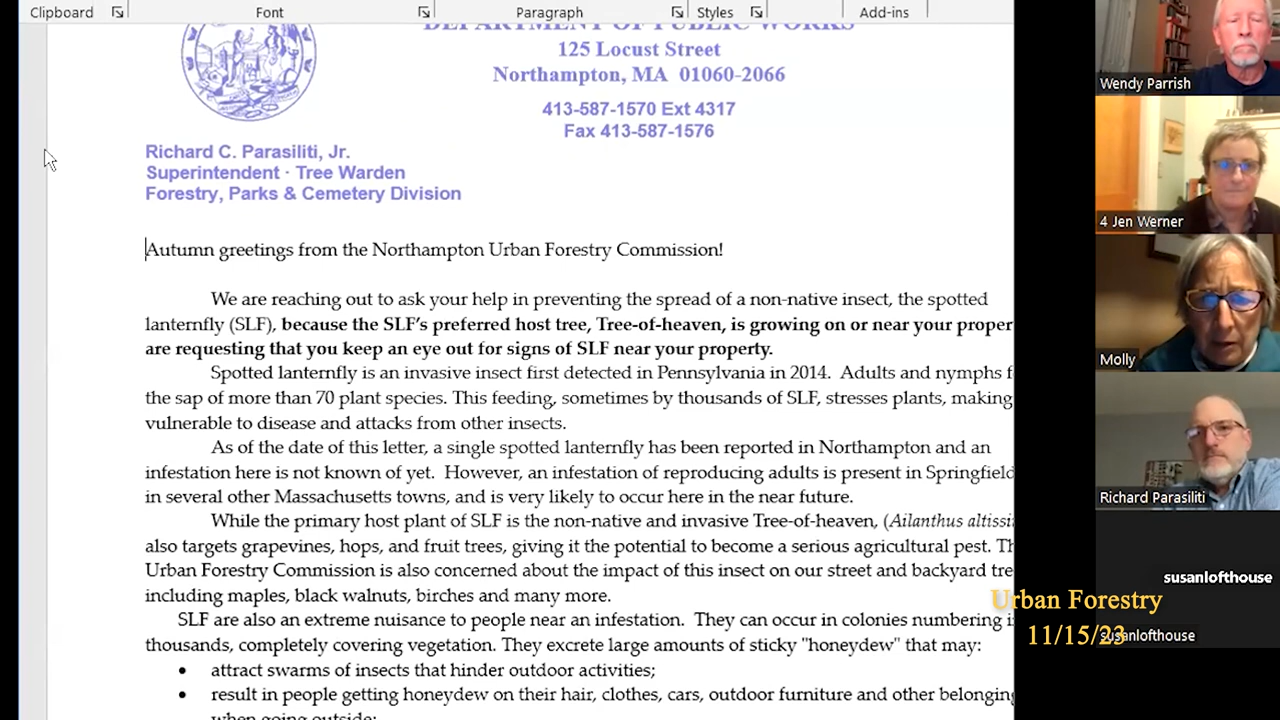 Clipboard Font Paragraph Styles Add-ins
DEPARTMENT OF PUBLIC WORKS
125 Locust Street
Northampton, MA 01060-2066
413-587-1570 Ext 4317
Fax 413-587-1576
Richard C. Parasiliti, Jr.
Superintendent · Tree Warden
Forestry, Parks & Cemetery Division
Autumn greetings from the Northampton Urban Forestry Commission!
We are reaching out to ask your help in preventing the spread of a non-native insect, the spotted
lanternfly (SLF), because the SLF's preferred host tree, Tree-of-heaven, is growing on or near your proper
are requesting that you keep an eye out for signs of SLF near your property.
Spotted lanternfly is an invasive insect first detected in Pennsylvania in 2014. Adults and nymphs f
the sap of more than 70 plant species. This feeding, sometimes by thousands of SLF, stresses plants, making
vulnerable to disease and attacks from other insects.
As of the date of this letter, a single spotted lanternfly has been reported in Northampton and an
infestation here is not known of yet. However, an infestation of reproducing adults is present in Springfield
in several other Massachusetts towns, and is very likely to occur here in the near future.
While the primary host plant of SLF is the non-native and invasive Tree-of-heaven, (Ailanthus altissi
also targets grapevines, hops, and fruit trees, giving it the potential to become a serious agricultural pest. Th
Urban Forestry Commission is also concerned about the impact of this insect on our street and backyard tre
including maples, black walnuts, birches and many more.
SLF are also an extreme nuisance to people near an infestation. They can occur in colonies numbering i
thousands, completely covering vegetation. They excrete large amounts of sticky "honeydew" that may:
• attract swarms of insects that hinder outdoor activities;
• result in people getting honeydew on their hair, clothes, cars, outdoor furniture and other belonging
when going outside;
Wendy Parrish
4 Jen Werner
Molly
Richard Parasiliti
susanlofthouse
Urban Forestry
11/15/23
susanlofthouse